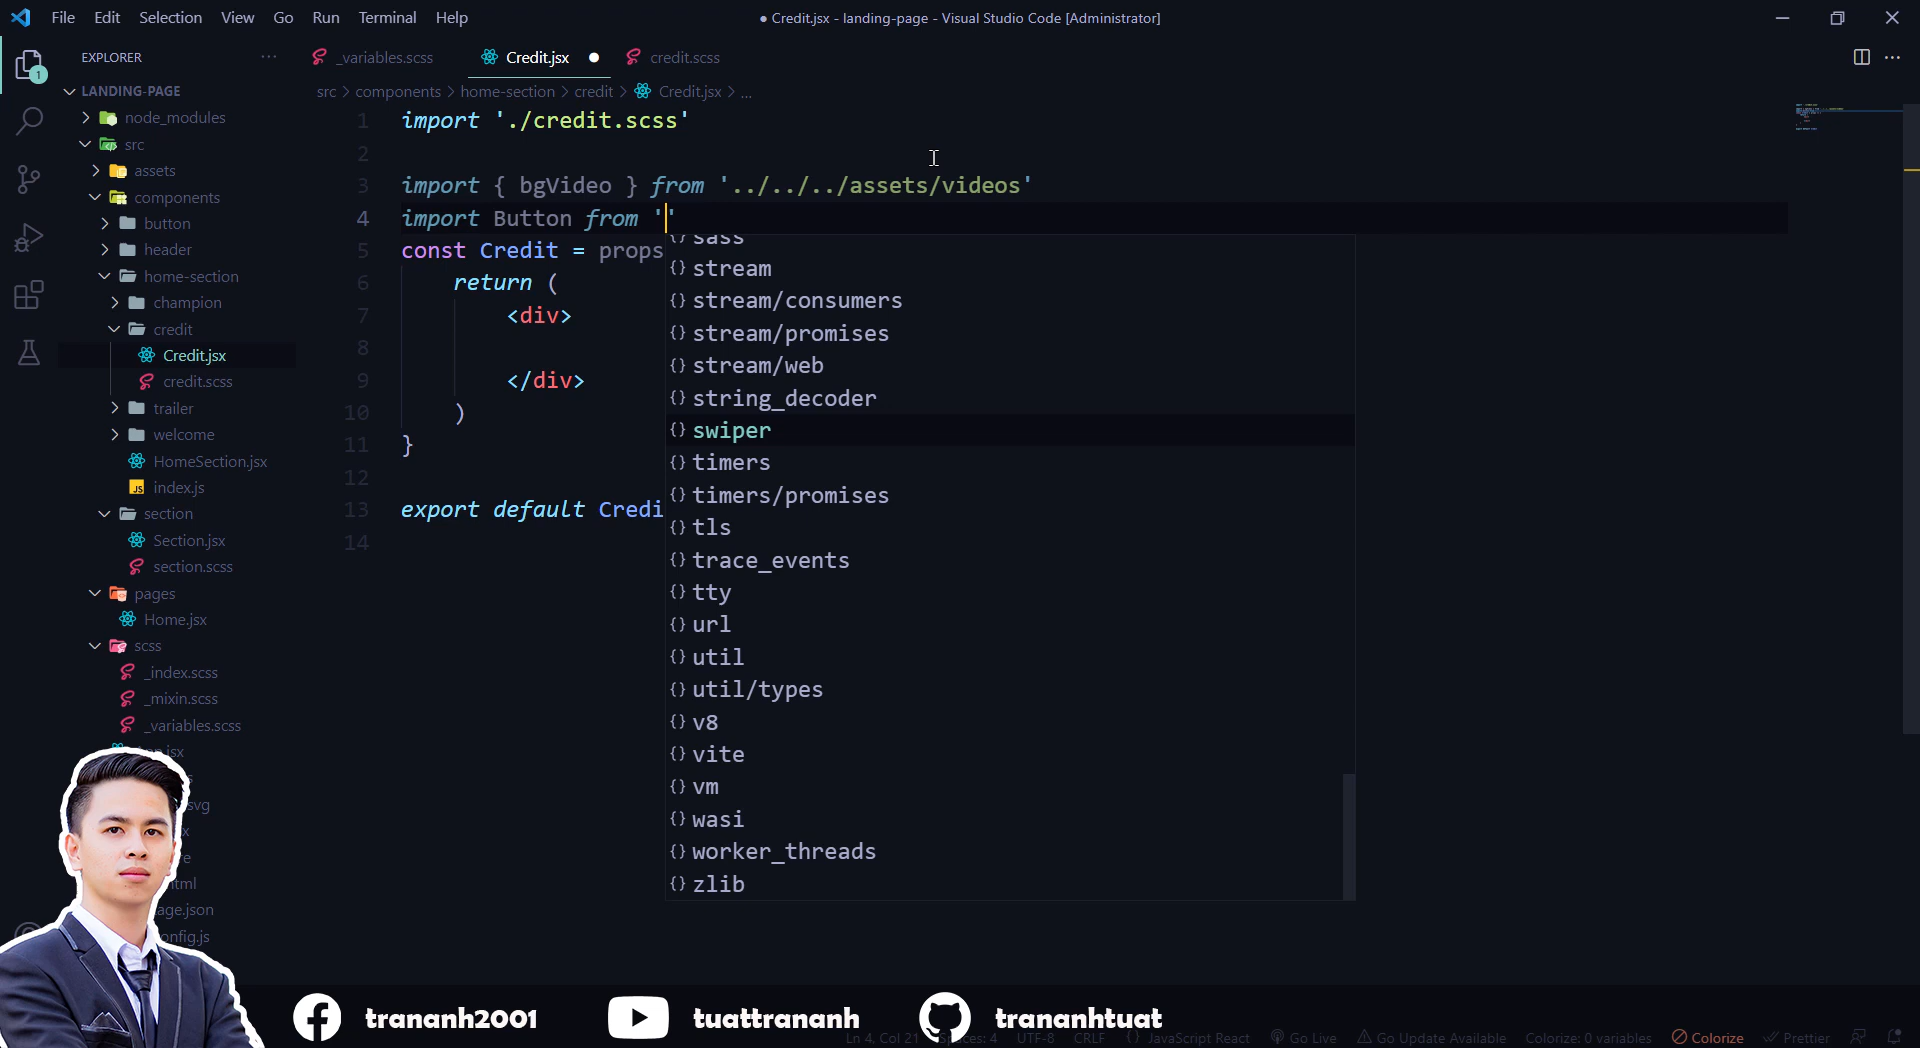 File Edit Selection View Go Run Terminal Help
● Credit.jsx - landing-page - Visual Studio Code [Administrator]
EXPLORER
_variables.scss
Credit.jsx
credit.scss
1
LANDING-PAGE
src > components > home-section > credit > Credit.jsx > ...
node_modules
src
assets
components
button
header
home-section
champion
credit
Credit.jsx
credit.scss
trailer
welcome
HomeSection.jsx
JS index.js
section
Section.jsx
section.scss
pages
Home.jsx
scss
_index.scss
_mixin.scss
_variables.scss
1 import './credit.scss'
2
3 import { bgVideo } from '../../../assets/videos'
4 import Button from ''
5 const Credit = props
6 return (
7 <div>
8
9 </div>
10 )
11 }
12
13 export default Credi
14
{} sass
{} stream
{} stream/consumers
{} stream/promises
{} stream/web
{} string_decoder
{} swiper
{} timers
{} timers/promises
{} tls
{} trace_events
{} tty
{} url
{} util
{} util/types
{} v8
{} vite
{} vm
{} wasi
{} worker_threads
{} zlib
trananh2001
tuattrananh
trananhtuat
Ln 4, Col 21 Spaces: 4 UTF-8 CRLF {} JavaScript React Go Live Go Update Available Colorize: 0 variables Colorize Prettier